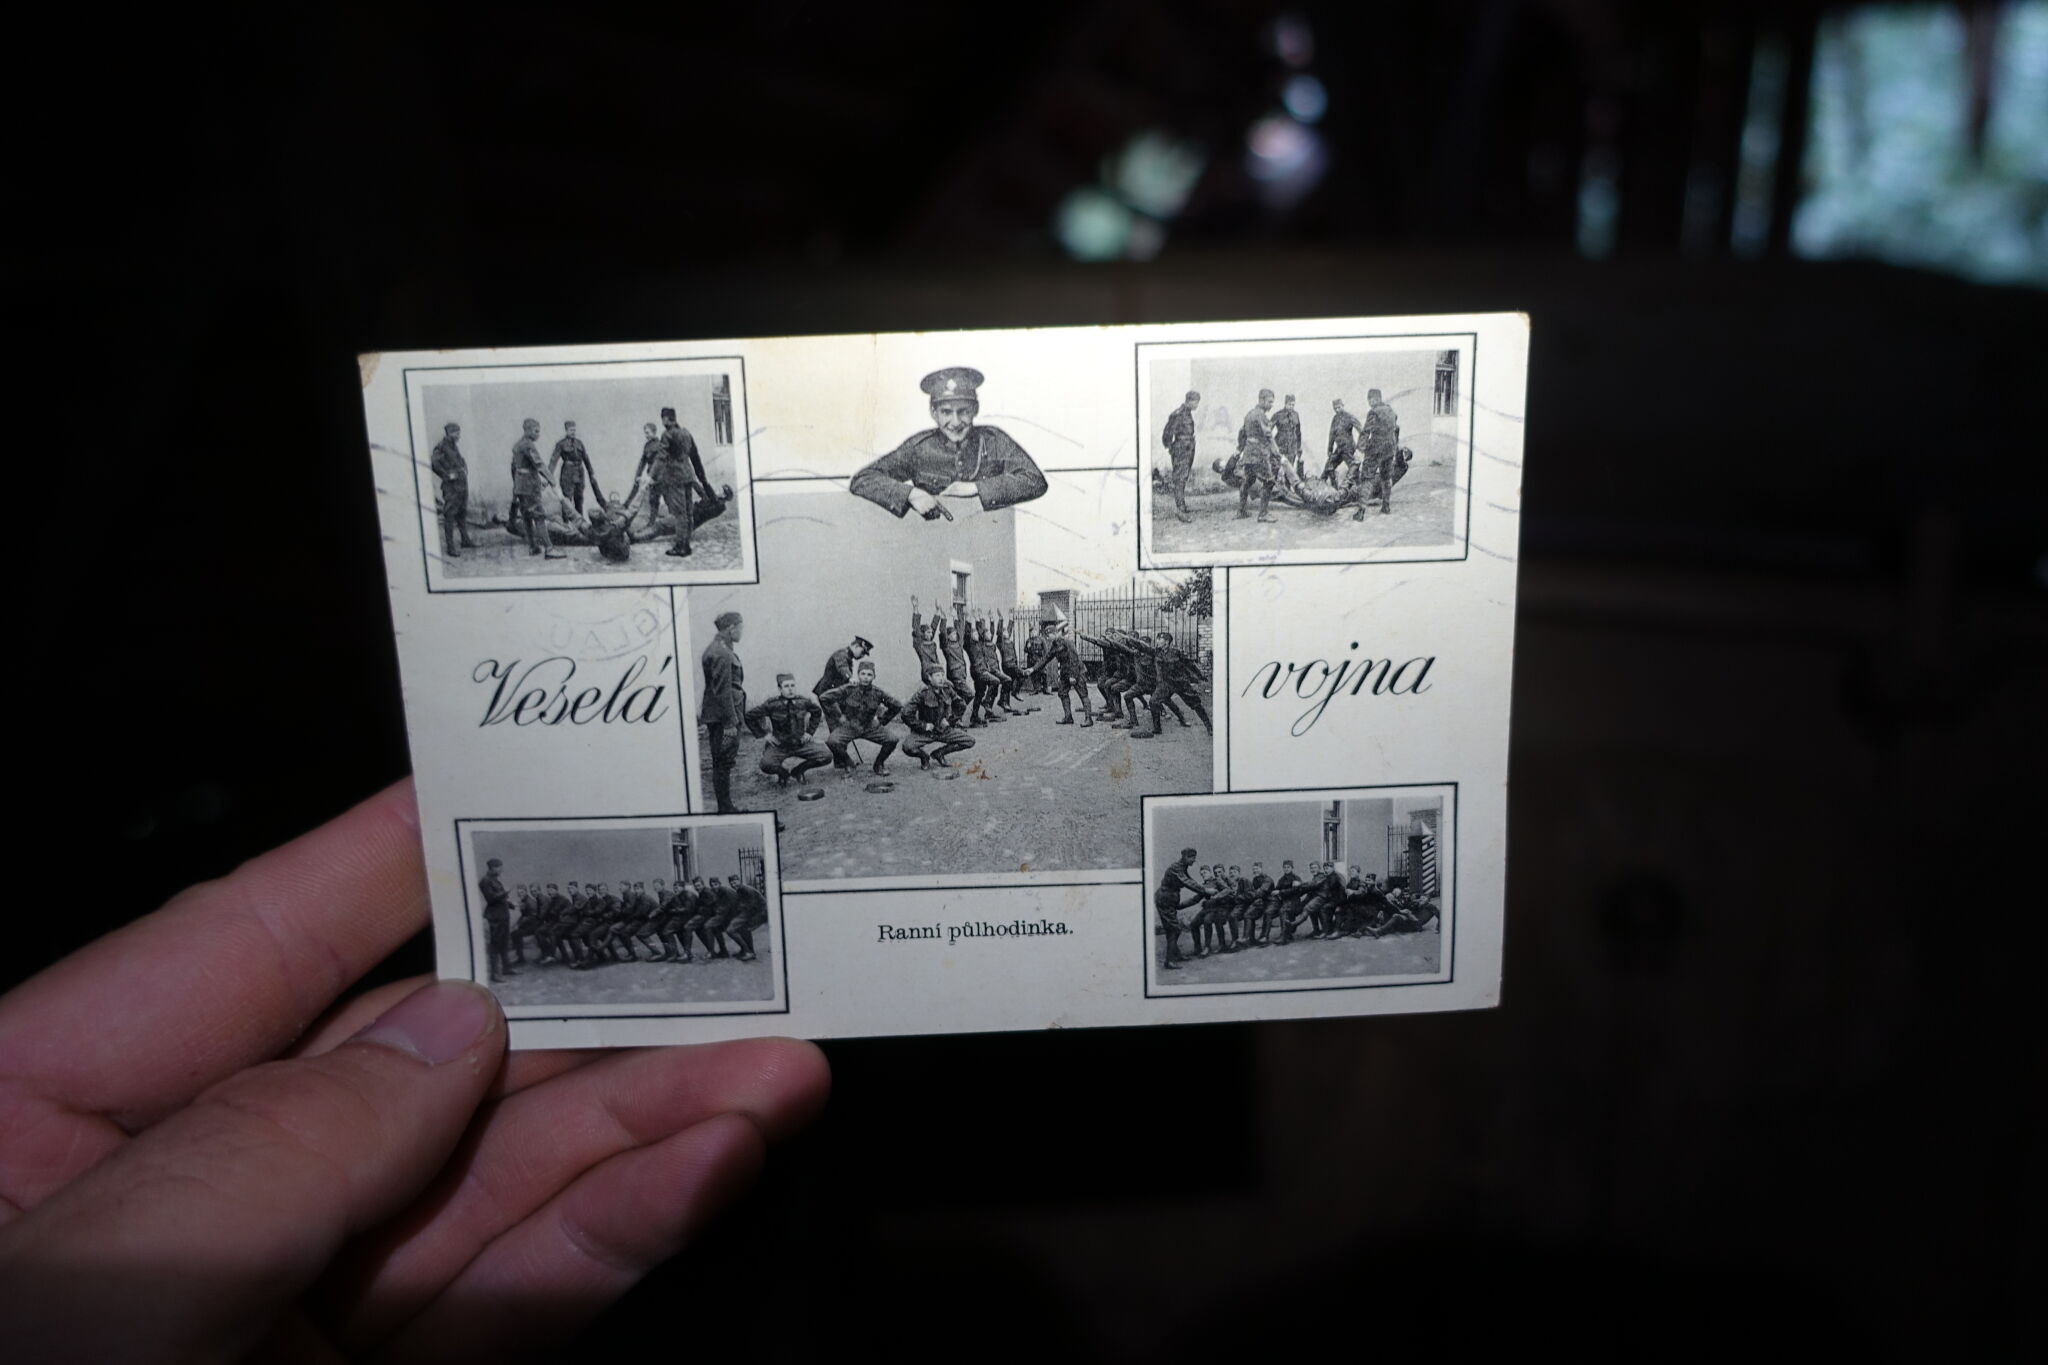 Veselá vojna
Ranní půlhodinka.